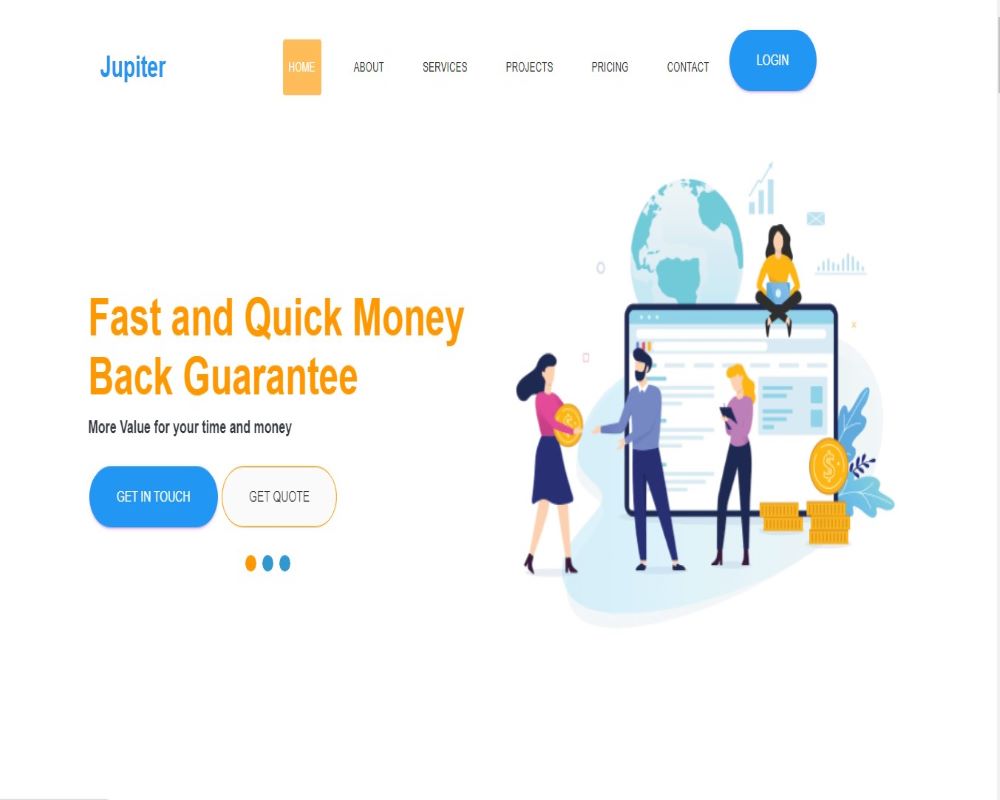 Jupiter
HOME
ABOUT
SERVICES
PROJECTS
PRICING
CONTACT
LOGIN
Fast and Quick Money
Back Guarantee
More Value for your time and money
GET IN TOUCH
GET QUOTE
$
$